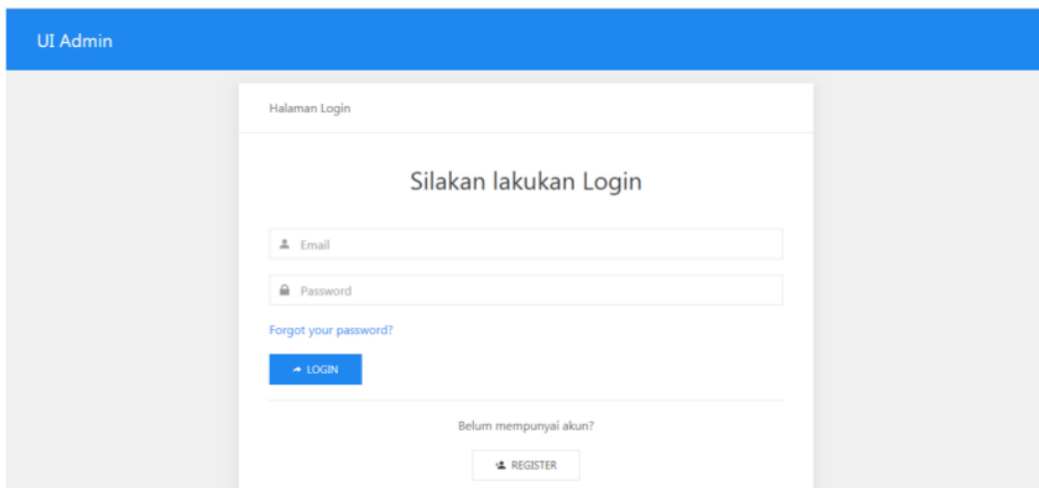 UI Admin
Halaman Login
Silakan lakukan Login
Email
Password
Forgot your password?
LOGIN
Belum mempunyai akun?
REGISTER